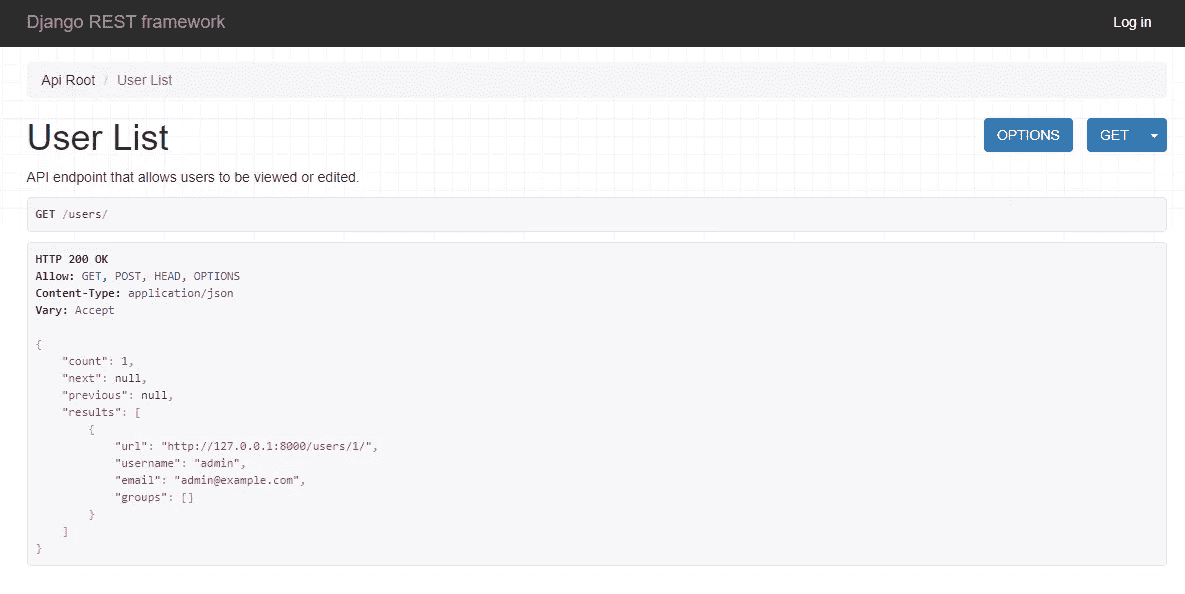 Django REST framework
Log in
Api Root / User List
User List
OPTIONS
GET
API endpoint that allows users to be viewed or edited.
GET /users/
HTTP 200 OK
Allow: GET, POST, HEAD, OPTIONS
Content-Type: application/json
Vary: Accept
{
    "count": 1,
    "next": null,
    "previous": null,
    "results": [
        {
            "url": "http://127.0.0.1:8000/users/1/",
            "username": "admin",
            "email": "admin@example.com",
            "groups": []
        }
    ]
}